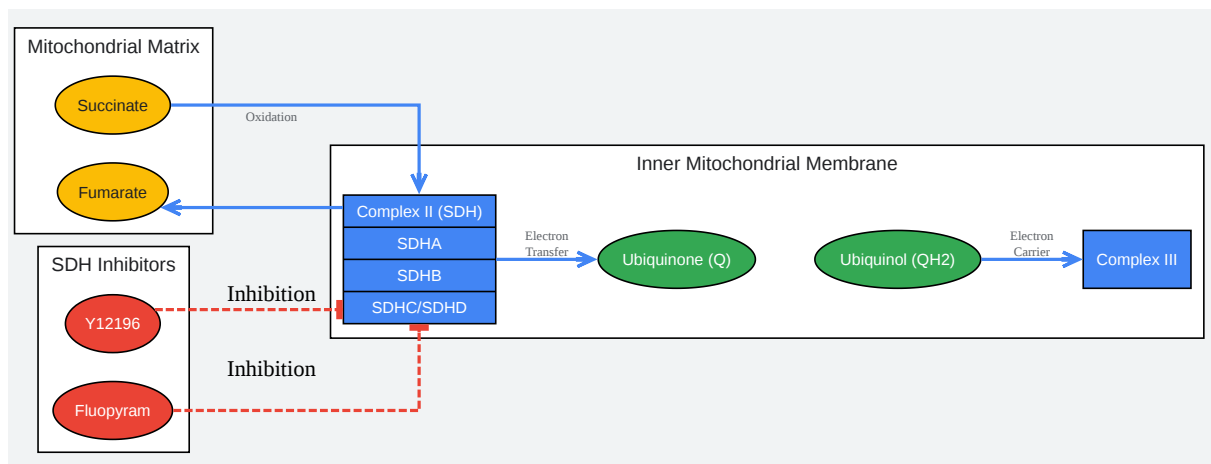 Mitochondrial Matrix
Succinate
Oxidation
Fumarate
Inner Mitochondrial Membrane
Complex II (SDH)
SDHA
SDHB
SDHC/SDHD
Electron
Transfer
Ubiquinone (Q)
Ubiquinol (QH2)
Electron
Carrier
Complex III
SDH Inhibitors
Y12196
Inhibition
Fluopyram
Inhibition